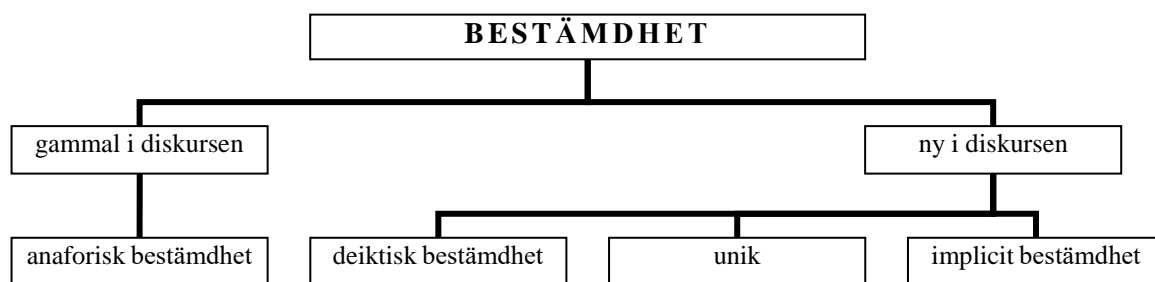 BESTÄMDHET
gammal i diskursen
ny i diskursen
anaforisk bestämdhet
deiktisk bestämdhet
unik
implicit bestämdhet